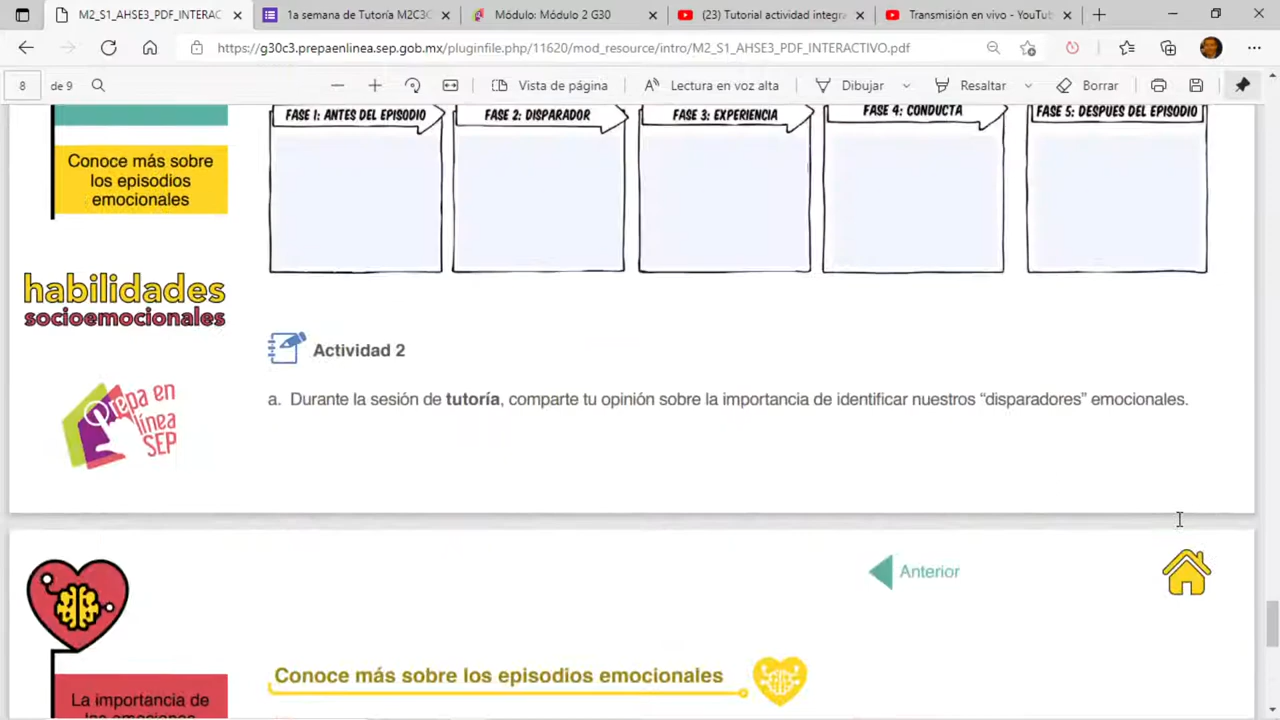 M2_S1_AHSE3_PDF_INTERAC
1a semana de Tutoría M2C3G
Módulo: Módulo 2 G30
(23) Tutorial actividad integra
Transmisión en vivo - YouTu
https://g30c3.prepaenlinea.sep.gob.mx/pluginfile.php/11620/mod_resource/intro/M2_S1_AHSE3_PDF_INTERACTIVO.pdf
8 de 9
Vista de página
Lectura en voz alta
Dibujar
Resaltar
Borrar
FASE 1: ANTES DEL EPISODIO
FASE 2: DISPARADOR
FASE 3: EXPERIENCIA
FASE 4: CONDUCTA
FASE 5: DESPUES DEL EPISODIO
Conoce más sobre
los episodios
emocionales
habilidades
socioemocionales
Actividad 2
Prepa en
línea
SEP
a. Durante la sesión de tutoría, comparte tu opinión sobre la importancia de identificar nuestros “disparadores” emocionales.
Anterior
Conoce más sobre los episodios emocionales
La importancia de
las emociones